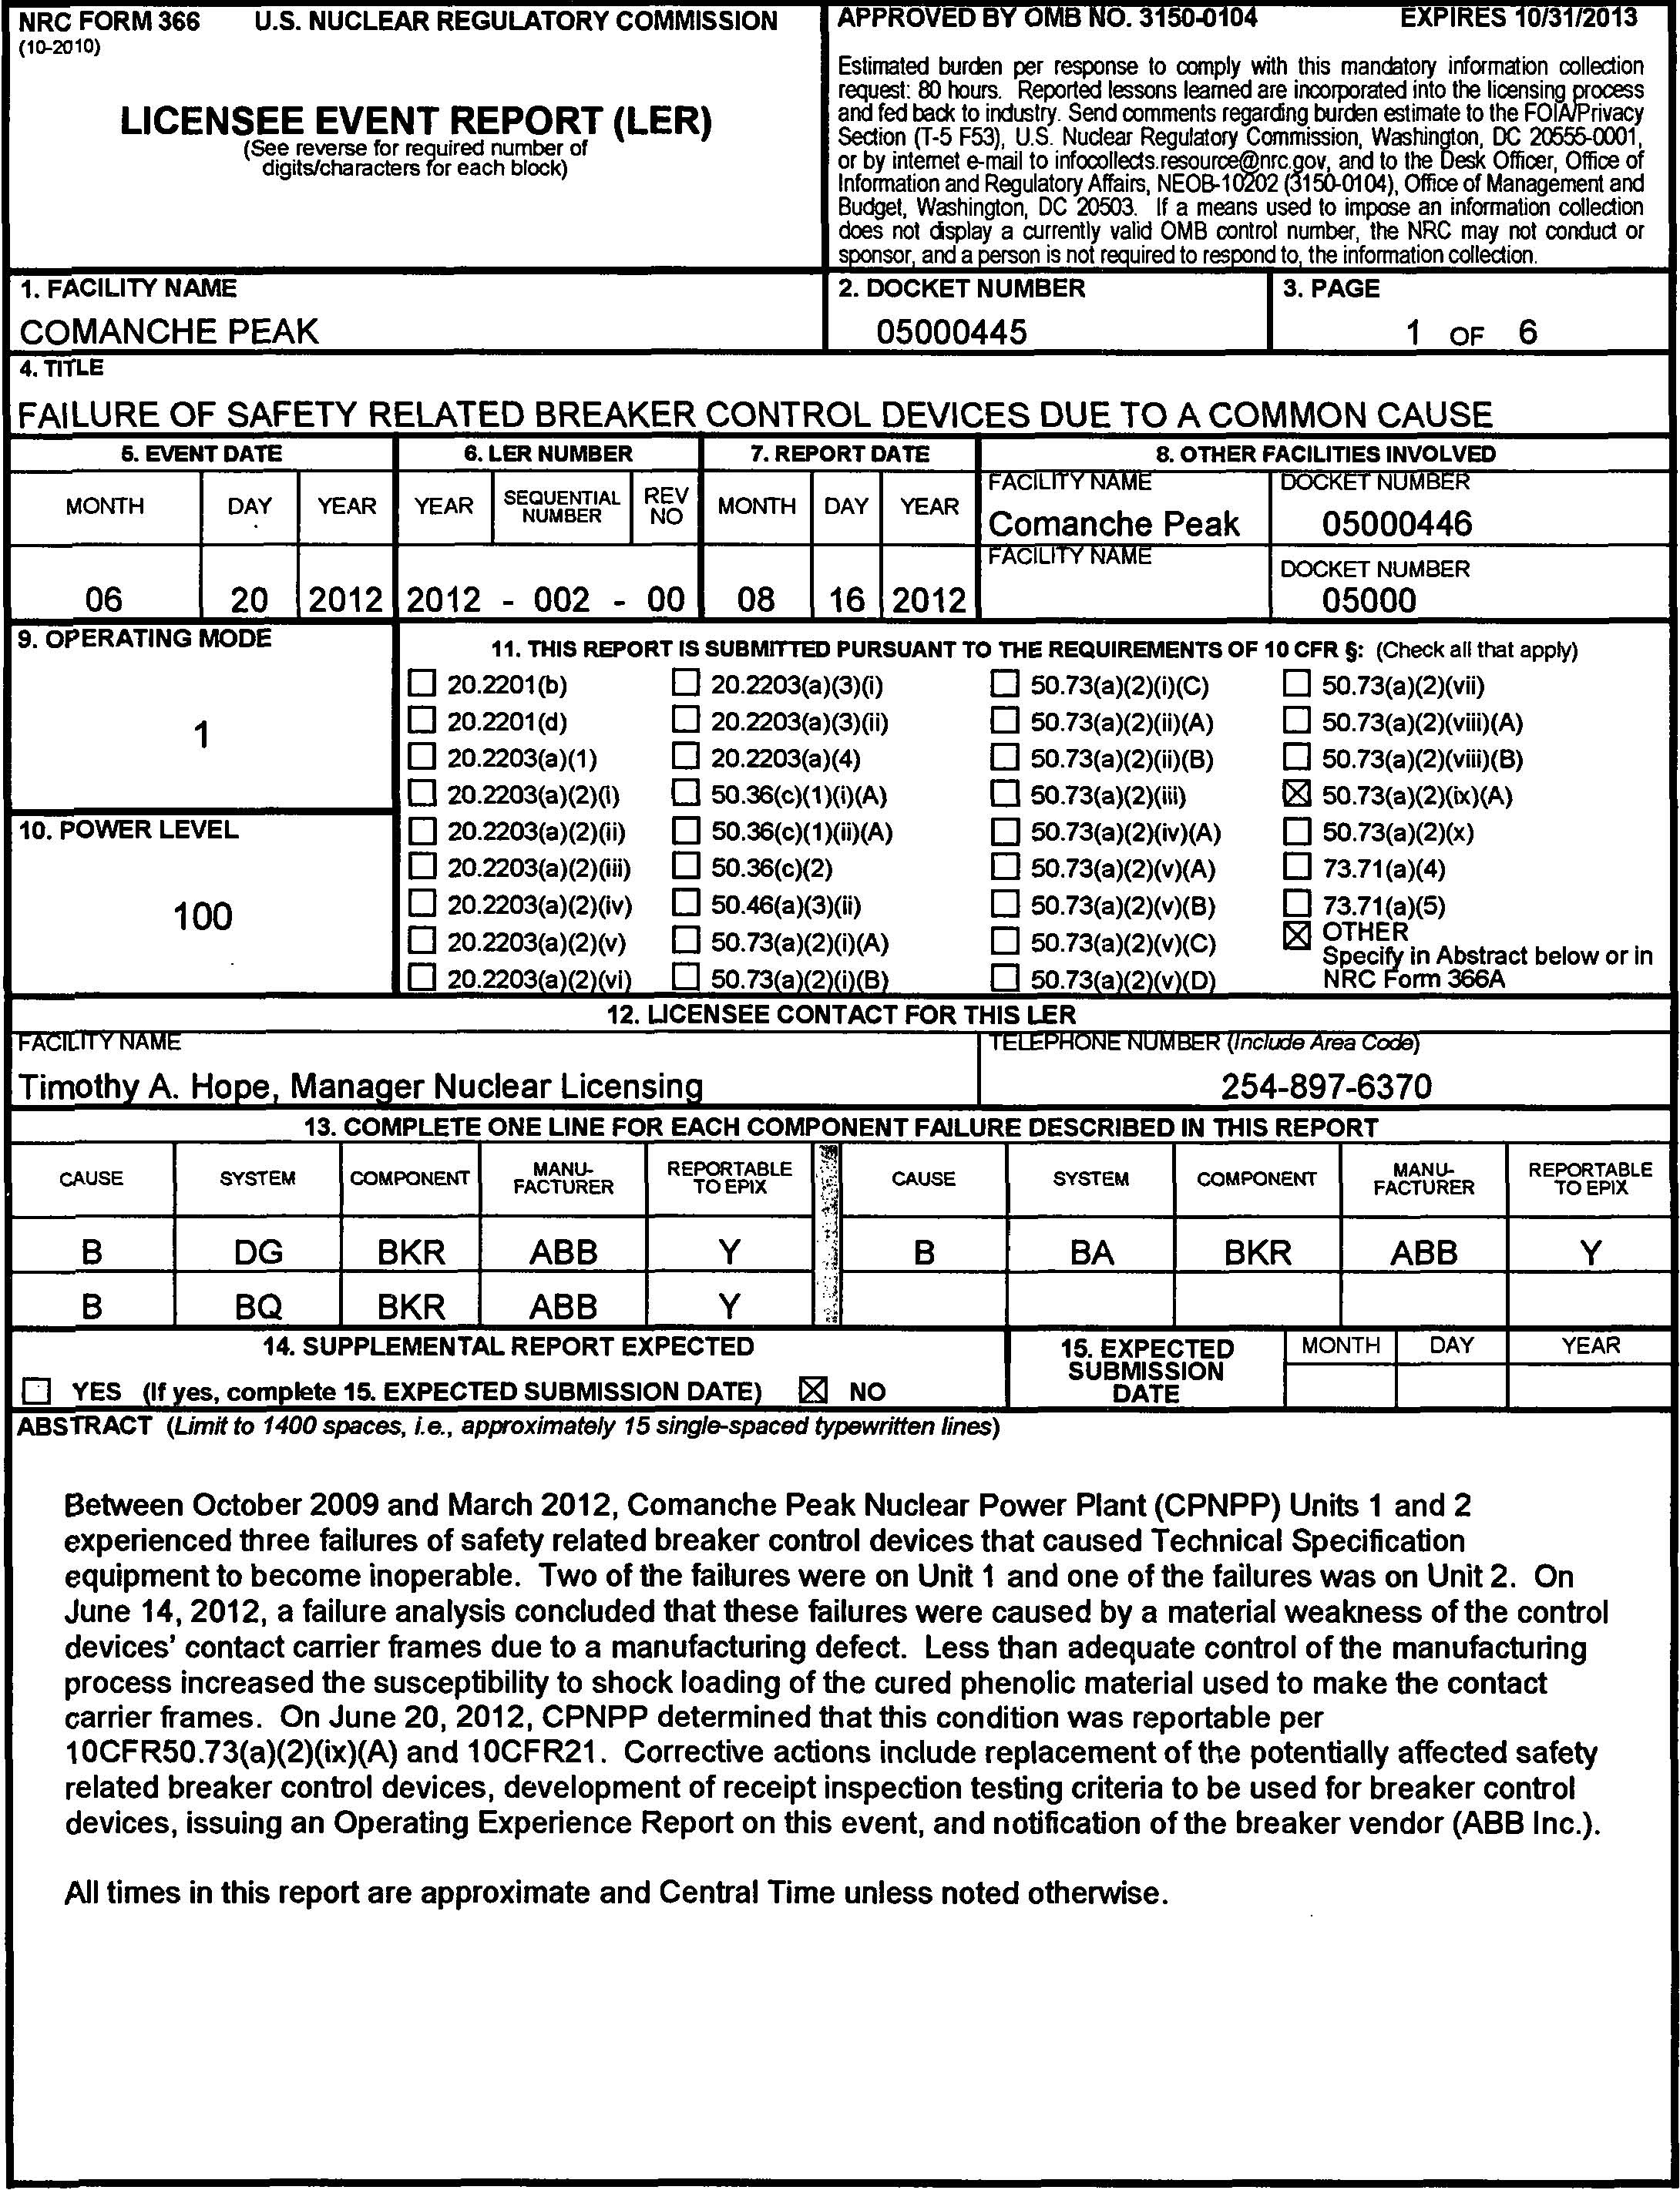 NRC FORM 366 U.S. NUCLEAR REGULATORY COMMISSION
(10-2010)
LICENSEE EVENT REPORT (LER)
(See reverse for required number of
digits/characters for each block)
APPROVED BY OMB NO. 3150-0104 EXPIRES 10/31/2013
Estimated burden per response to comply with this mandatory information collection
request: 80 hours. Reported lessons learned are incorporated into the licensing process
and fed back to industry. Send comments regarding burden estimate to the FOIA/Privacy
Section (T-5 F53), U.S. Nuclear Regulatory Commission, Washington, DC 20555-0001,
or by internet e-mail to infocollects.resource@nrc.gov, and to the Desk Officer, Office of
Information and Regulatory Affairs, NEOB-10202 (3150-0104), Office of Management and
Budget, Washington, DC 20503. If a means used to impose an information collection
does not display a currently valid OMB control number, the NRC may not conduct or
sponsor, and a person is not required to respond to, the information collection.
1. FACILITY NAME 2. DOCKET NUMBER 3. PAGE
COMANCHE PEAK 05000445 1 OF 6
4. TITLE
FAILURE OF SAFETY RELATED BREAKER CONTROL DEVICES DUE TO A COMMON CAUSE
5. EVENT DATE 6. LER NUMBER 7. REPORT DATE 8. OTHER FACILITIES INVOLVED
MONTH DAY YEAR YEAR SEQUENTIAL NUMBER REV NO MONTH DAY YEAR FACILITY NAME DOCKET NUMBER
Comanche Peak 05000446
FACILITY NAME DOCKET NUMBER
06 20 2012 2012 - 002 - 00 08 16 2012 05000
9. OPERATING MODE
1
10. POWER LEVEL
100
11. THIS REPORT IS SUBMITTED PURSUANT TO THE REQUIREMENTS OF 10 CFR §: (Check all that apply)
☐ 20.2201(b) ☐ 20.2203(a)(3)(i) ☐ 50.73(a)(2)(i)(C) ☐ 50.73(a)(2)(vii)
☐ 20.2201(d) ☐ 20.2203(a)(3)(ii) ☐ 50.73(a)(2)(ii)(A) ☐ 50.73(a)(2)(viii)(A)
☐ 20.2203(a)(1) ☐ 20.2203(a)(4) ☐ 50.73(a)(2)(ii)(B) ☐ 50.73(a)(2)(viii)(B)
☐ 20.2203(a)(2)(i) ☐ 50.36(c)(1)(i)(A) ☐ 50.73(a)(2)(iii) ☒ 50.73(a)(2)(ix)(A)
☐ 20.2203(a)(2)(ii) ☐ 50.36(c)(1)(ii)(A) ☐ 50.73(a)(2)(iv)(A) ☐ 50.73(a)(2)(x)
☐ 20.2203(a)(2)(iii) ☐ 50.36(c)(2) ☐ 50.73(a)(2)(v)(A) ☐ 73.71(a)(4)
☐ 20.2203(a)(2)(iv) ☐ 50.46(a)(3)(ii) ☐ 50.73(a)(2)(v)(B) ☐ 73.71(a)(5)
☐ 20.2203(a)(2)(v) ☐ 50.73(a)(2)(i)(A) ☐ 50.73(a)(2)(v)(C) ☒ OTHER
☐ 20.2203(a)(2)(vi) ☐ 50.73(a)(2)(i)(B) ☐ 50.73(a)(2)(v)(D) Specify in Abstract below or in
NRC Form 366A
12. LICENSEE CONTACT FOR THIS LER
FACILITY NAME TELEPHONE NUMBER (Include Area Code)
Timothy A. Hope, Manager Nuclear Licensing 254-897-6370
13. COMPLETE ONE LINE FOR EACH COMPONENT FAILURE DESCRIBED IN THIS REPORT
CAUSE SYSTEM COMPONENT MANU-FACTURER REPORTABLE TO EPIX CAUSE SYSTEM COMPONENT MANU-FACTURER REPORTABLE TO EPIX
B DG BKR ABB Y B BA BKR ABB Y
B BQ BKR ABB Y
14. SUPPLEMENTAL REPORT EXPECTED 15. EXPECTED SUBMISSION DATE MONTH DAY YEAR
☐ YES (If yes, complete 15. EXPECTED SUBMISSION DATE) ☒ NO
ABSTRACT (Limit to 1400 spaces, i.e., approximately 15 single-spaced typewritten lines)
Between October 2009 and March 2012, Comanche Peak Nuclear Power Plant (CPNPP) Units 1 and 2
experienced three failures of safety related breaker control devices that caused Technical Specification
equipment to become inoperable. Two of the failures were on Unit 1 and one of the failures was on Unit 2. On
June 14, 2012, a failure analysis concluded that these failures were caused by a material weakness of the control
devices' contact carrier frames due to a manufacturing defect. Less than adequate control of the manufacturing
process increased the susceptibility to shock loading of the cured phenolic material used to make the contact
carrier frames. On June 20, 2012, CPNPP determined that this condition was reportable per
10CFR50.73(a)(2)(ix)(A) and 10CFR21. Corrective actions include replacement of the potentially affected safety
related breaker control devices, development of receipt inspection testing criteria to be used for breaker control
devices, issuing an Operating Experience Report on this event, and notification of the breaker vendor (ABB Inc.).
All times in this report are approximate and Central Time unless noted otherwise.